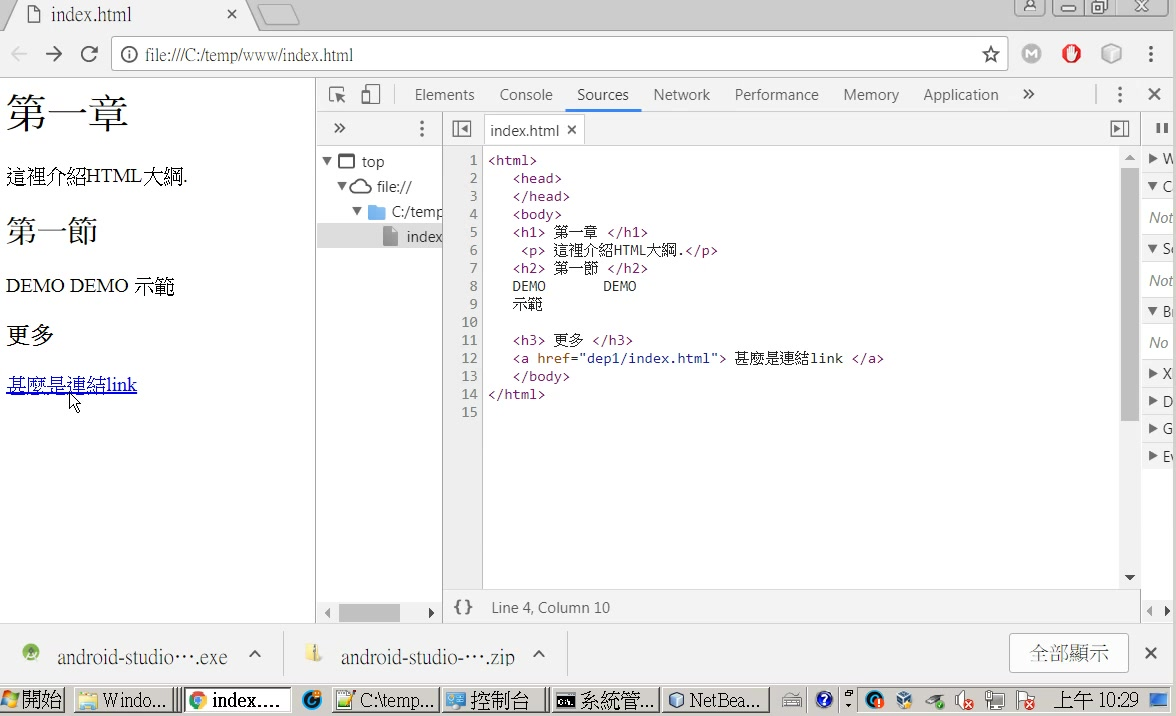 index.html
file:///C:/temp/www/index.html
第一章
這裡介紹HTML大綱.
第一節
DEMO DEMO 示範
更多
甚麼是連結link
Elements Console Sources Network Performance Memory Application »
» index.html
top
file://
C:/temp
index
1 <html>
2 <head>
3 </head>
4 <body>
5 <h1> 第一章 </h1>
6 <p> 這裡介紹HTML大綱.</p>
7 <h2> 第一節 </h2>
8 DEMO DEMO
9 示範
10
11 <h3> 更多 </h3>
12 <a href="dep1/index.html"> 甚麼是連結link </a>
13 </body>
14 </html>
15
W
C
Not
Sc
Not
Br
No
X
D
G
Ev
{} Line 4, Column 10
android-studio⋯.exe android-studio-⋯.zip 全部顯示
開始 Windo... index.... C:\temp... 控制台 系統管... NetBea... 上午 10:29